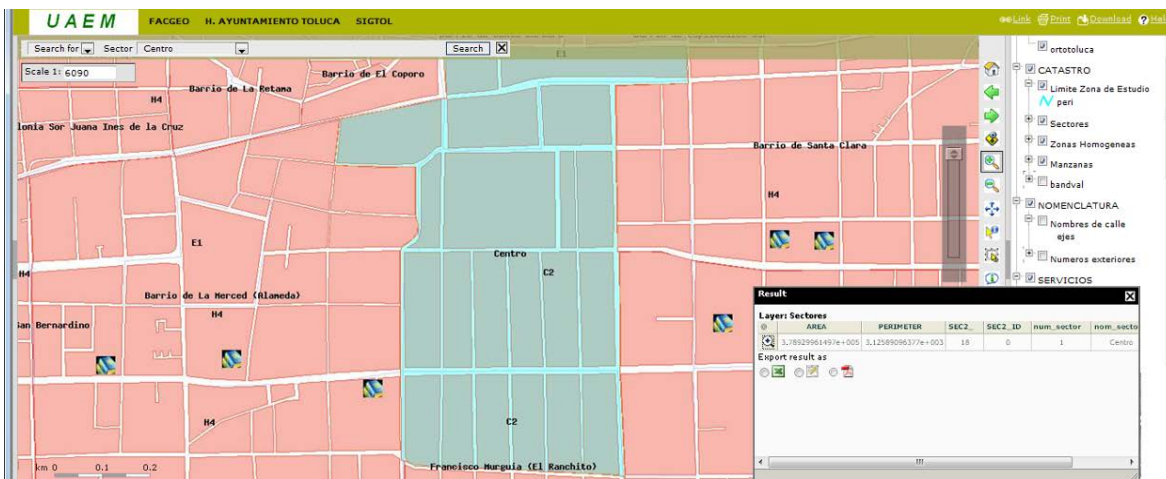 UAEM FACGEO H. AYUNTAMIENTO TOLUCA SIGTOL Link Print Download
Search for Sector Centro Search
E1
ortotoluca
Scale 1: 6090
CATASTRO
Barrio de El Coporo
Barrio de La Retama
Limite Zona de Estudio
H4
peri
Sectores
lonia Sor Juana Ines de la Cruz
Barrio de Santa Clara
Zonas Homogeneas
Manzanas
bandval
H4
NOMENCLATURA
Nombres de calle
ejes
E1
Centro
Numeros exteriores
C2
H4
SERVICIOS
Barrio de La Merced (Alameda)
H4
an Bernardino
Result
Layer: Sectores
AREA PERIMETER SEC2_ SEC2_ID num_sector nom_secto
3.78929961497e+005 3.12589096377e+003 18 0 1 Centro
Export result as
H4
C2
Francisco Murguia (El Ranchito)
km 0 0.1 0.2